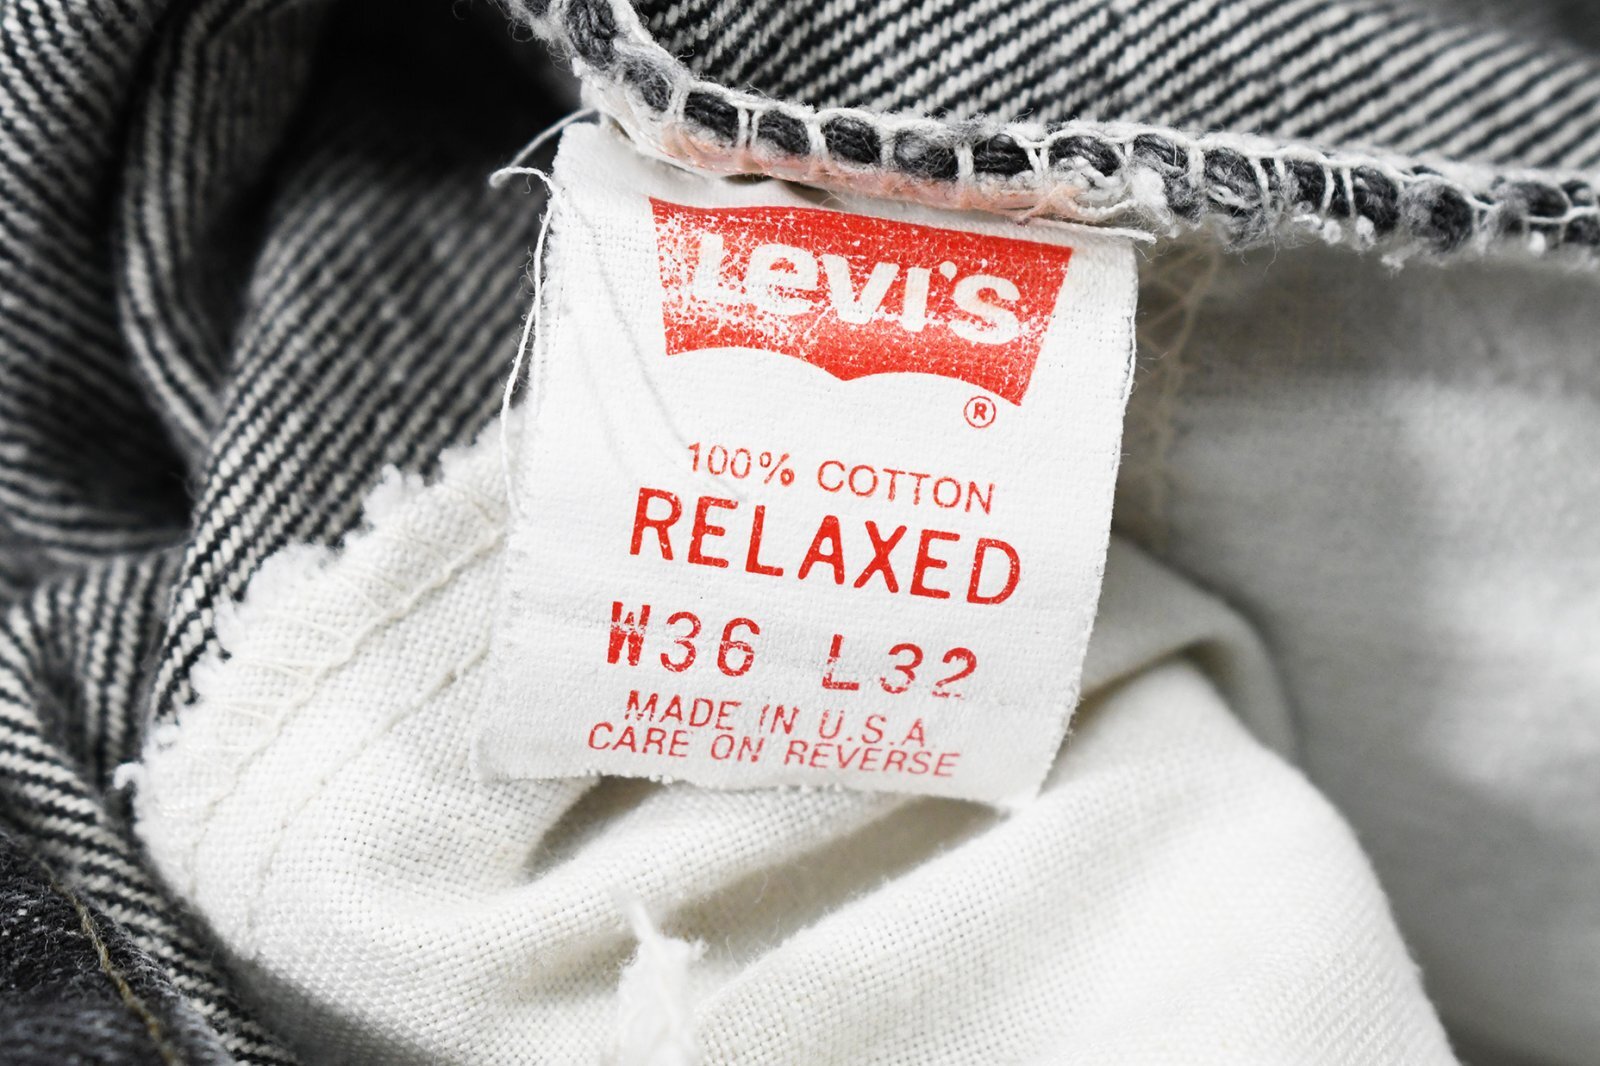 Levi's
®
100% COTTON
RELAXED
W36 L32
MADE IN U.S.A
CARE ON REVERSE